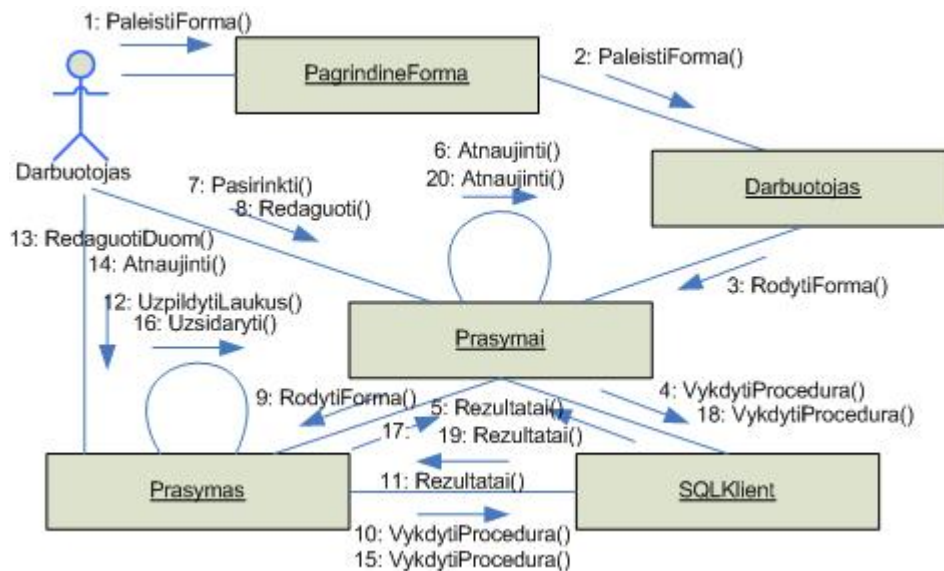 1: PaleistiForma()
PagrindineForma
2: PaleistiForma()
Darbuotojas
6: Atnaujinti()
20: Atnaujinti()
Darbuotojas
7: Pasirinkti()
8: Redaguoti()
13: RedaguotiDuom()
14: Atnaujinti()
3: RodytiForma()
12: UzpildytiLaukus()
16: Uzsidaryti()
Prasymai
9: RodytiForma()
5: Rezultatai()
4: VykdytiProcedura()
18: VykdytiProcedura()
17:
19: Rezultatai()
Prasymas
11: Rezultatai()
SQLKlient
10: VykdytiProcedura()
15: VykdytiProcedura()